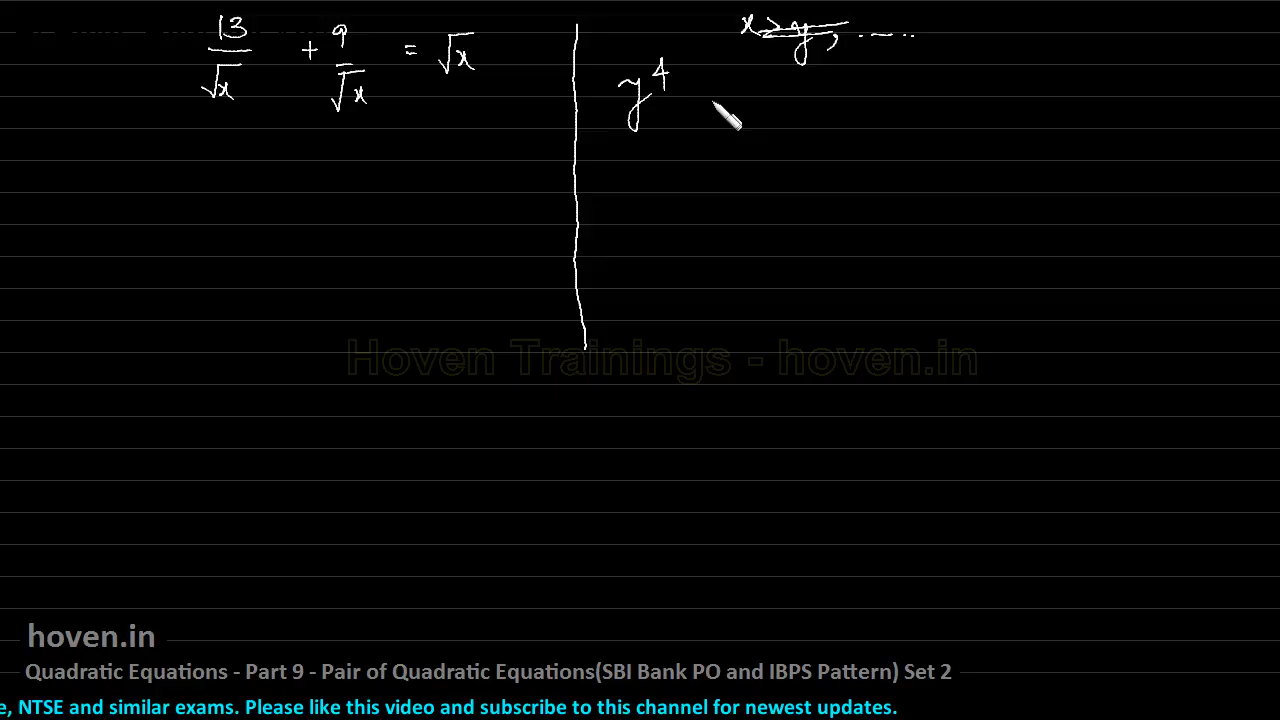 13/√x + 9/√x = √x
x > y, .....
y⁴
Hoven Trainings - hoven.in
hoven.in
Quadratic Equations - Part 9 - Pair of Quadratic Equations(SBI Bank PO and IBPS Pattern) Set 2
e, NTSE and similar exams. Please like this video and subscribe to this channel for newest updates.